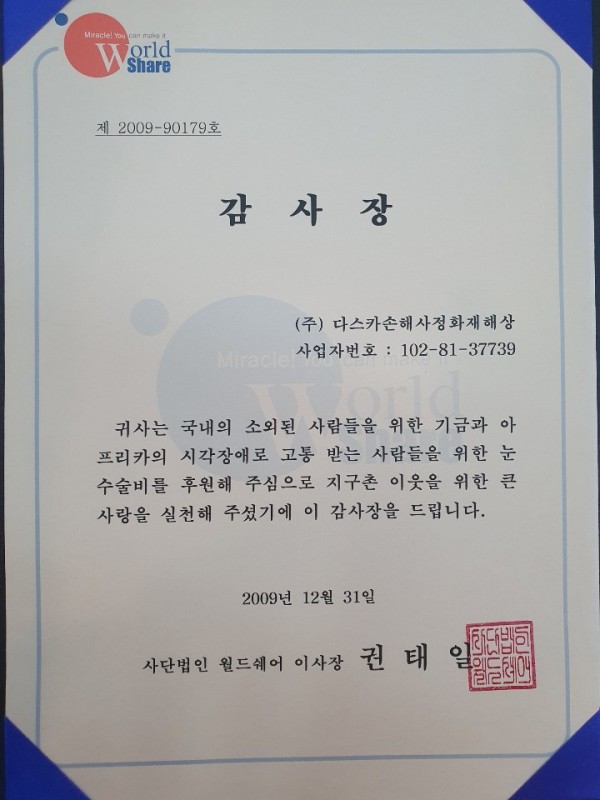 Miracle! You can make it
World
Share
제 2009-90179호
감 사 장
(주) 다스카손해사정화재해상
사업자번호 : 102-81-37739
Miracle! You can make it
World
Share
귀사는 국내의 소외된 사람들을 위한 기금과 아
프리카의 시각장애로 고통 받는 사람들을 위한 눈
수술비를 후원해 주심으로 지구촌 이웃을 위한 큰
사랑을 실천해 주셨기에 이 감사장을 드립니다.
2009년 12월 31일
사단법인 월드쉐어 이사장 권 태 일